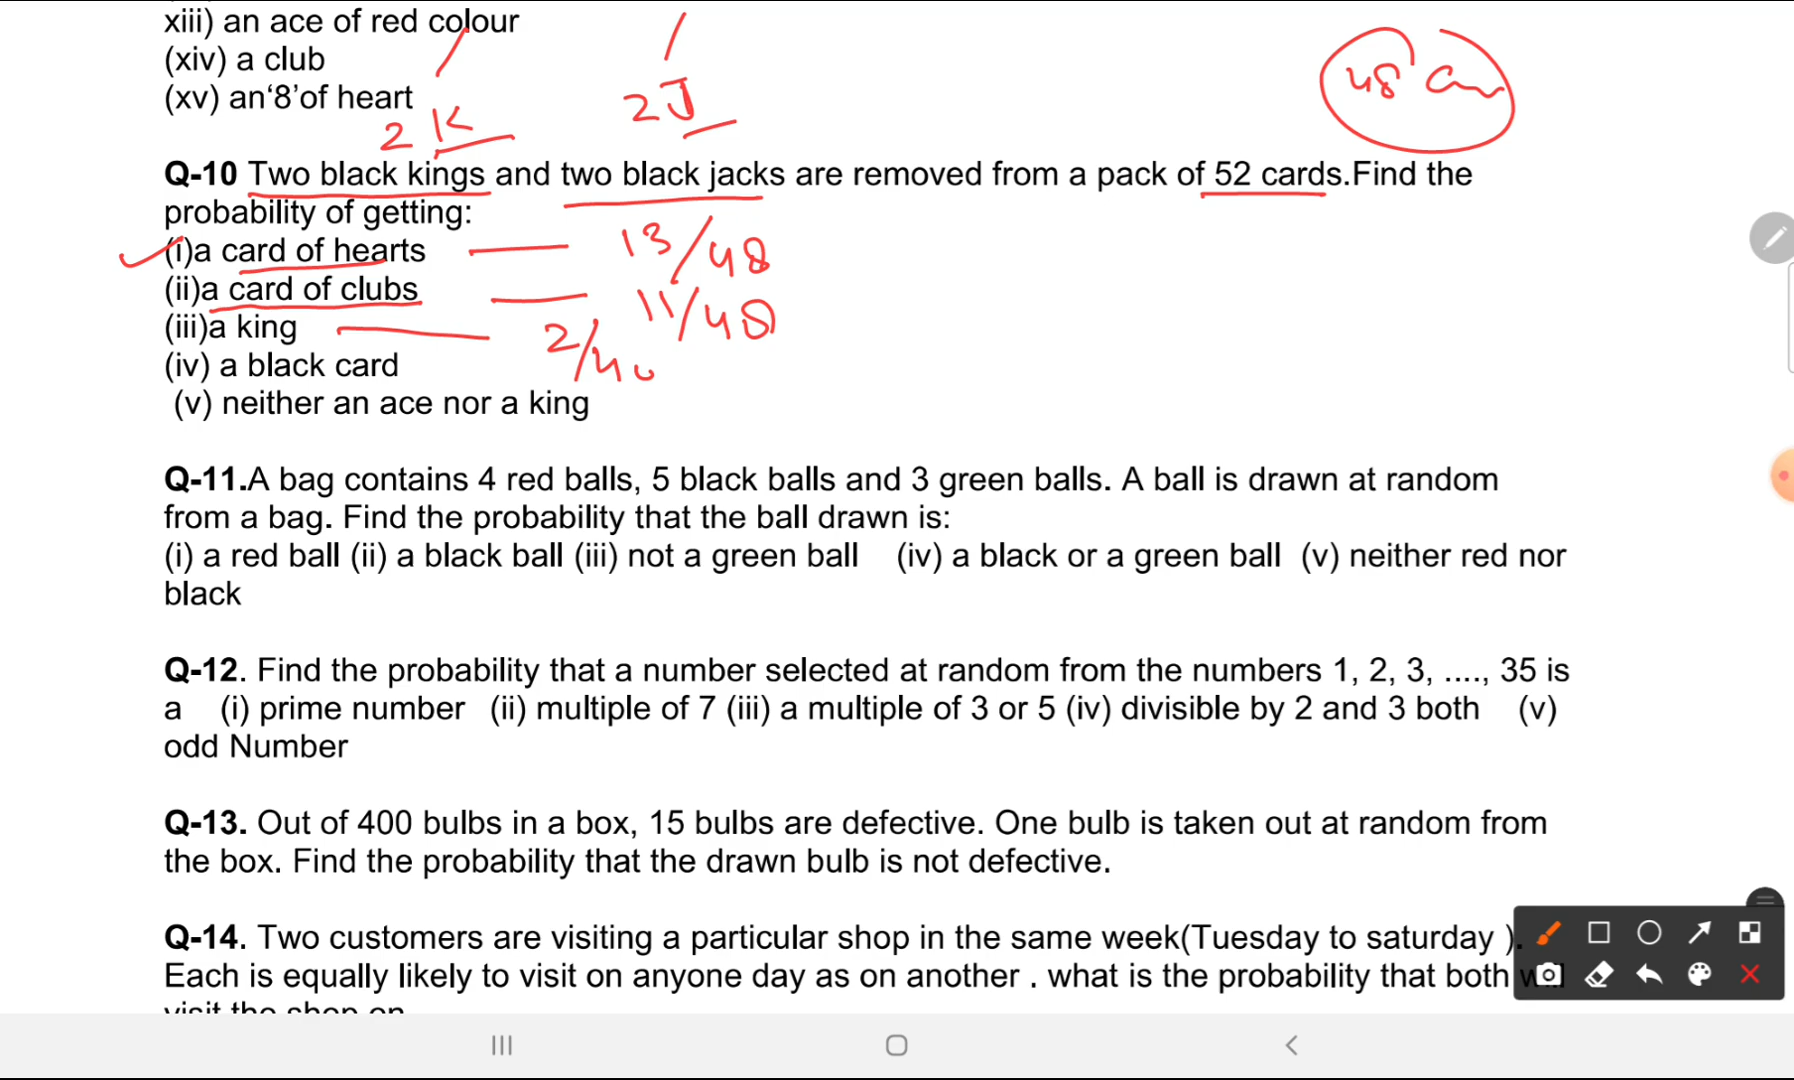 xiii) an ace of red colour
(xiv) a club
(xv) an‘8’of heart
2 K
2J
48
Q-10 Two black kings and two black jacks are removed from a pack of 52 cards.Find the
probability of getting:
(i)a card of hearts 13/48
(ii)a card of clubs 11/48
(iii)a king 2/4
(iv) a black card
(v) neither an ace nor a king
Q-11.A bag contains 4 red balls, 5 black balls and 3 green balls. A ball is drawn at random
from a bag. Find the probability that the ball drawn is:
(i) a red ball (ii) a black ball (iii) not a green ball (iv) a black or a green ball (v) neither red nor
black
Q-12. Find the probability that a number selected at random from the numbers 1, 2, 3, ...., 35 is
a (i) prime number (ii) multiple of 7 (iii) a multiple of 3 or 5 (iv) divisible by 2 and 3 both (v)
odd Number
Q-13. Out of 400 bulbs in a box, 15 bulbs are defective. One bulb is taken out at random from
the box. Find the probability that the drawn bulb is not defective.
Q-14. Two customers are visiting a particular shop in the same week(Tuesday to saturday ).
Each is equally likely to visit on anyone day as on another . what is the probability that both
visit the shop on